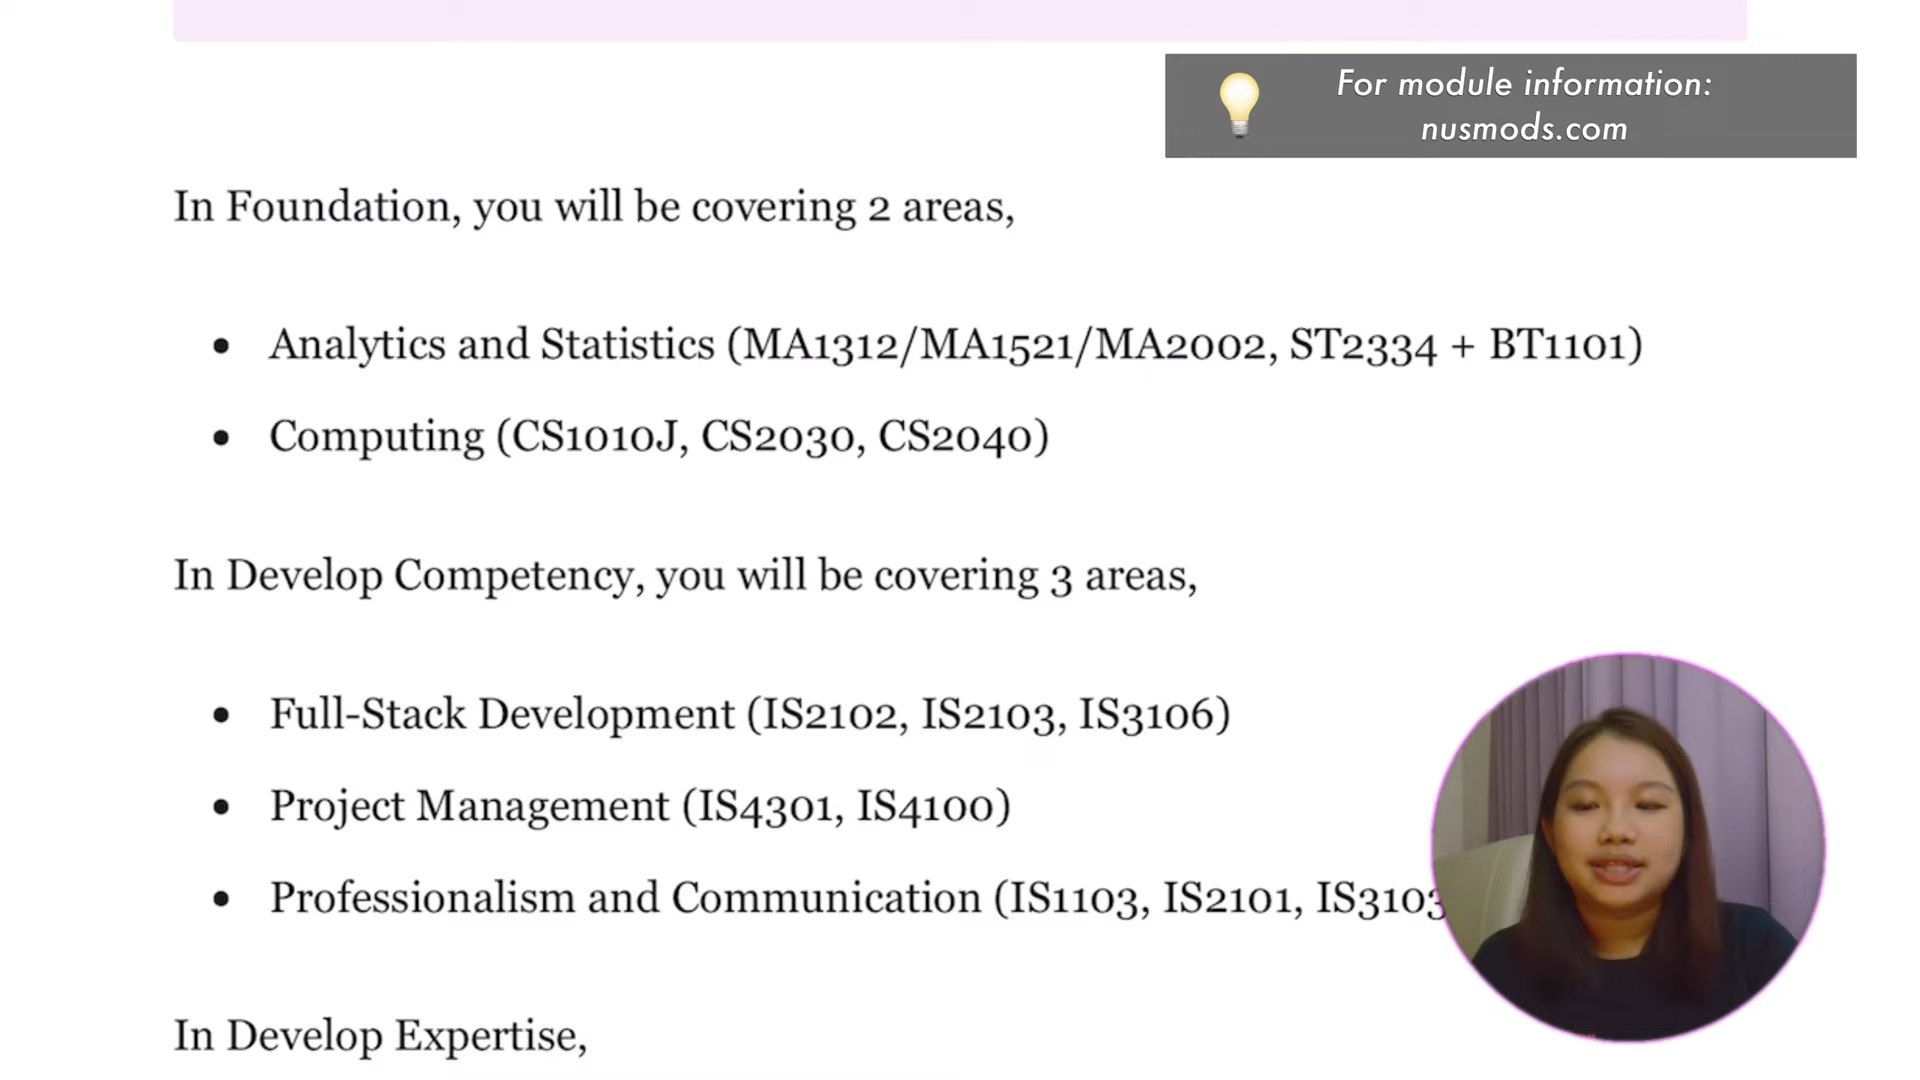 For module information:
nusmods.com
In Foundation, you will be covering 2 areas,
• Analytics and Statistics (MA1312/MA1521/MA2002, ST2334 + BT1101)
• Computing (CS1010J, CS2030, CS2040)
In Develop Competency, you will be covering 3 areas,
• Full-Stack Development (IS2102, IS2103, IS3106)
• Project Management (IS4301, IS4100)
• Professionalism and Communication (IS1103, IS2101, IS3103
In Develop Expertise,